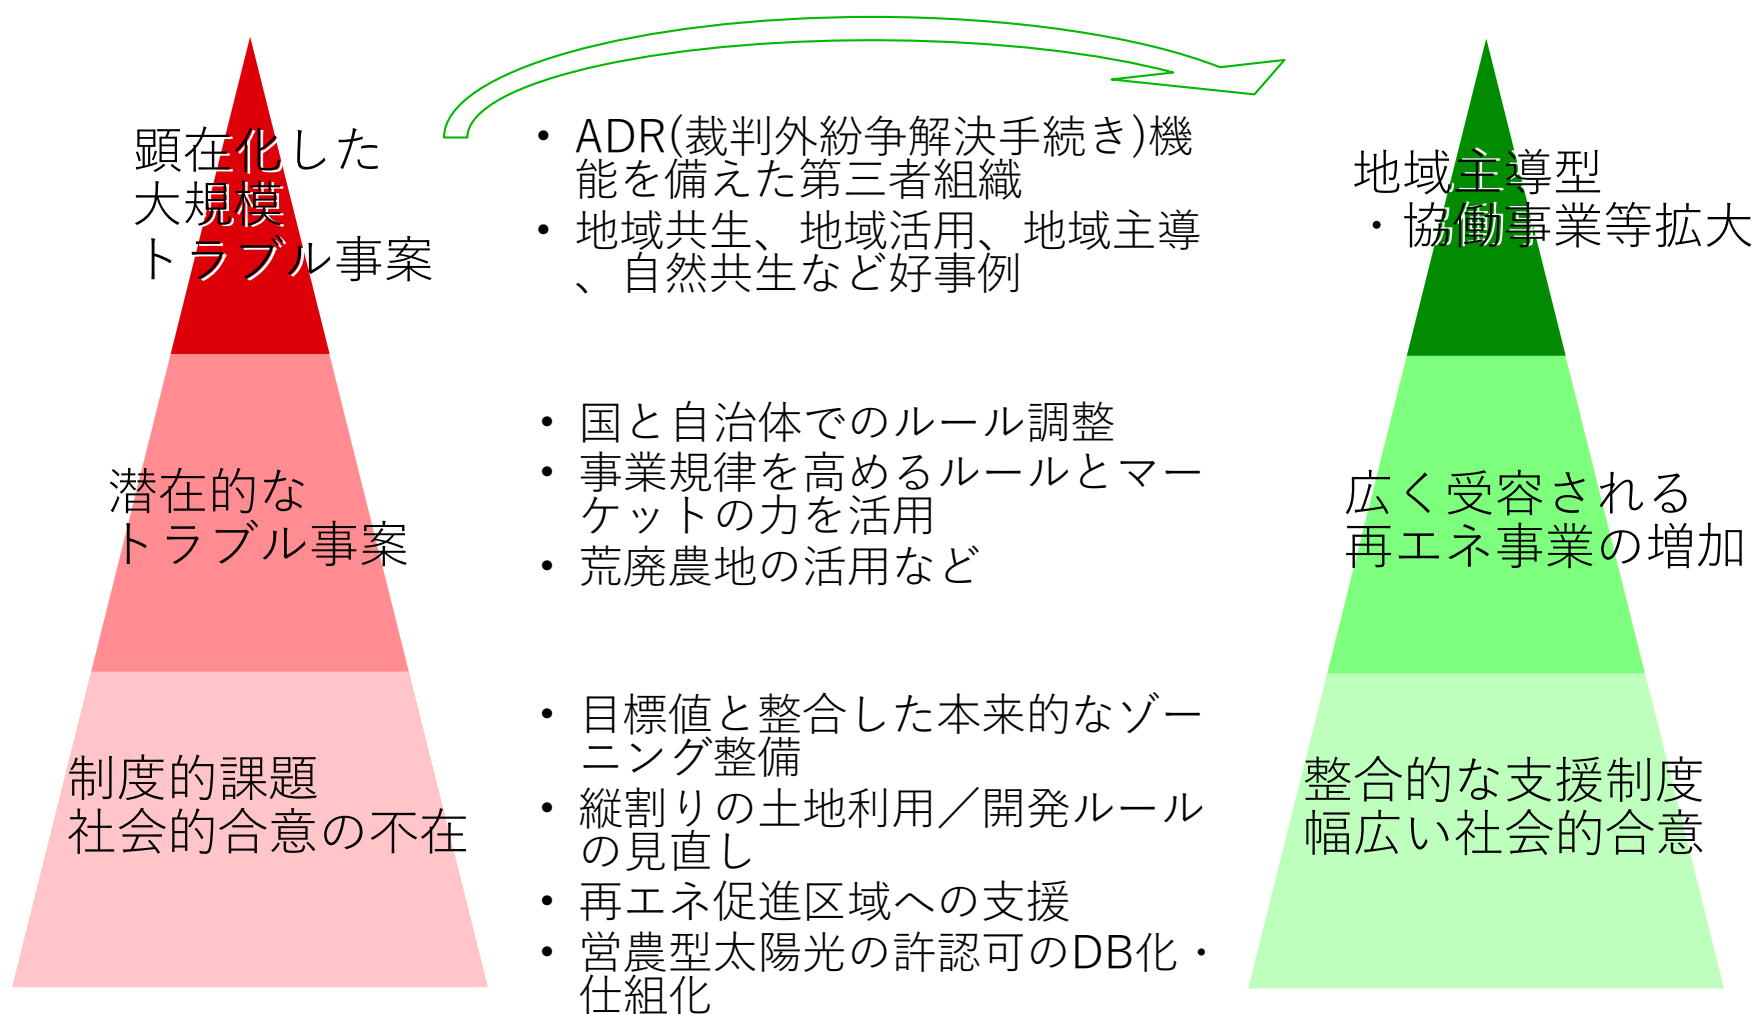 顕在化した
大規模
トラブル事案
• ADR(裁判外紛争解決手続き)機
能を備えた第三者組織
• 地域共生、地域活用、地域主導
、自然共生など好事例
地域主導型
・協働事業等拡大
潜在的な
トラブル事案
• 国と自治体でのルール調整
• 事業規律を高めるルールとマー
ケットの力を活用
• 荒廃農地の活用など
広く受容される
再エネ事業の増加
制度的課題
社会的合意の不在
• 目標値と整合した本来的なゾー
ニング整備
• 縦割りの土地利用／開発ルール
の見直し
• 再エネ促進区域への支援
• 営農型太陽光の許認可のDB化・
仕組化
整合的な支援制度
幅広い社会的合意